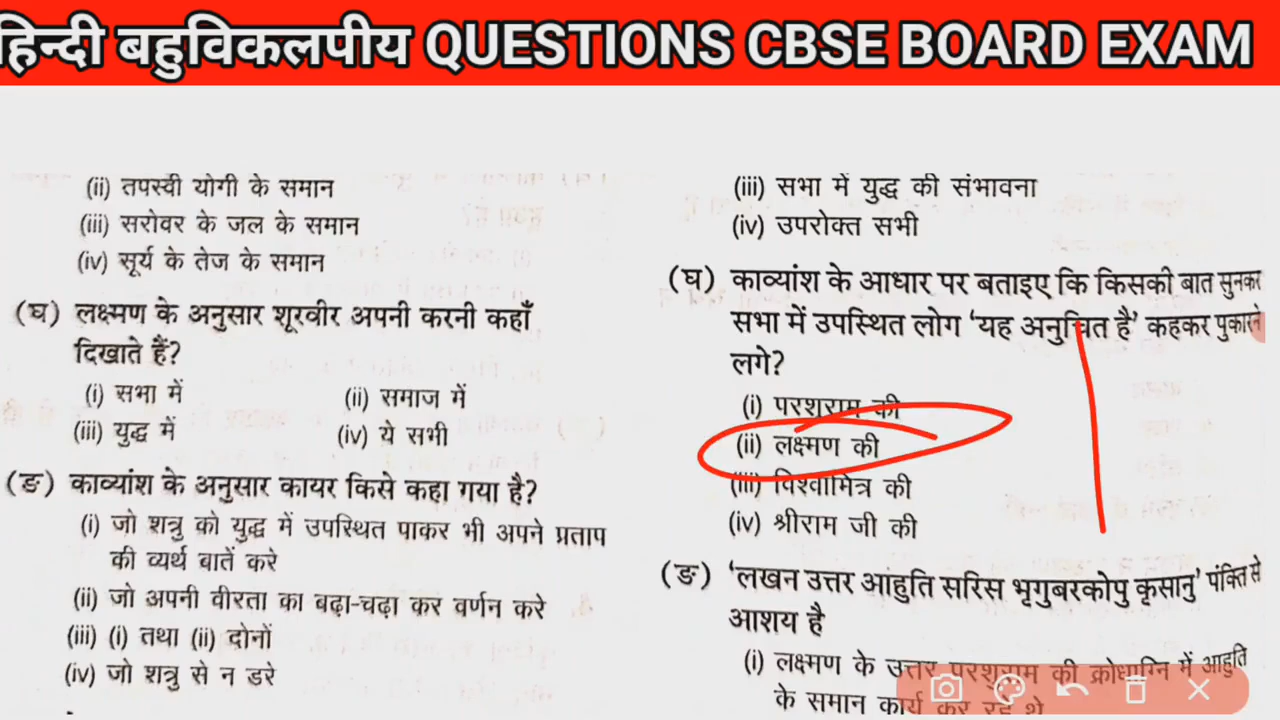 हिन्दी बहुविकलपीय QUESTIONS CBSE BOARD EXAM
(ii) तपस्वी योगी के समान
(iii) सरोवर के जल के समान
(iv) सूर्य के तेज के समान
(घ) लक्ष्मण के अनुसार शूरवीर अपनी करनी कहाँ
दिखाते हैं?
(i) सभा में (ii) समाज में
(iii) युद्ध में (iv) ये सभी
(ङ) काव्यांश के अनुसार कायर किसे कहा गया है?
(i) जो शत्रु को युद्ध में उपस्थित पाकर भी अपने प्रताप
की व्यर्थ बातें करे
(ii) जो अपनी वीरता का बढ़ा-चढ़ा कर वर्णन करे
(iii) (i) तथा (ii) दोनों
(iv) जो शत्रु से न डरे
(iii) सभा में युद्ध की संभावना
(iv) उपरोक्त सभी
(घ) काव्यांश के आधार पर बताइए कि किसकी बात सुनकर
सभा में उपस्थित लोग 'यह अनुचित है' कहकर पुकारने
लगे?
(i) परशुराम की
(ii) लक्ष्मण की
(iii) विश्वामित्र की
(iv) श्रीराम जी की
(ङ) 'लखन उत्तर आहुति सरिस भृगुबरकोपु कृसानु' पंक्ति से
आशय है
(i) लक्ष्मण के उत्तर परशुराम की क्रोधाग्नि में आहुति
के समान कार्य कर रहे थे